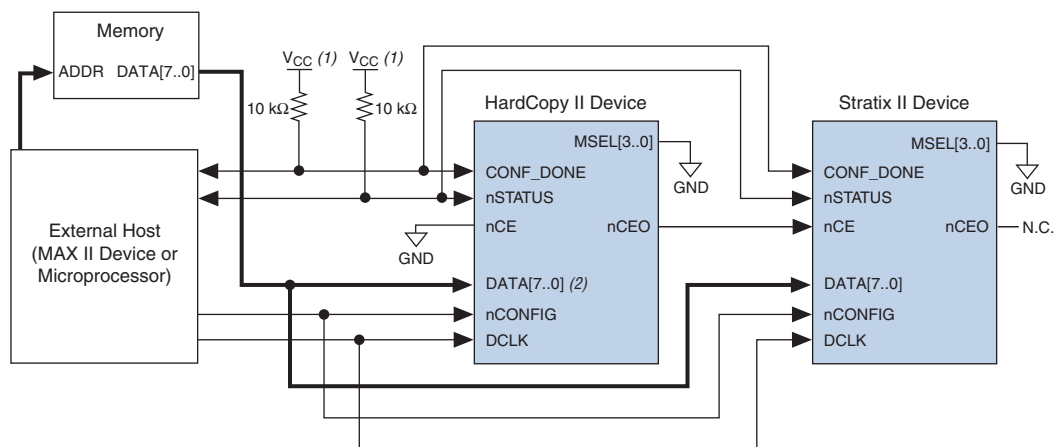 Memory
ADDR DATA[7..0]
VCC (1) VCC (1)
10 kΩ 10 kΩ
External Host
(MAX II Device or
Microprocessor)
HardCopy II Device
MSEL[3..0]
GND
CONF_DONE
nSTATUS
nCE nCEO
GND
DATA[7..0] (2)
nCONFIG
DCLK
Stratix II Device
MSEL[3..0]
GND
CONF_DONE
nSTATUS
nCE nCEO N.C.
DATA[7..0]
nCONFIG
DCLK